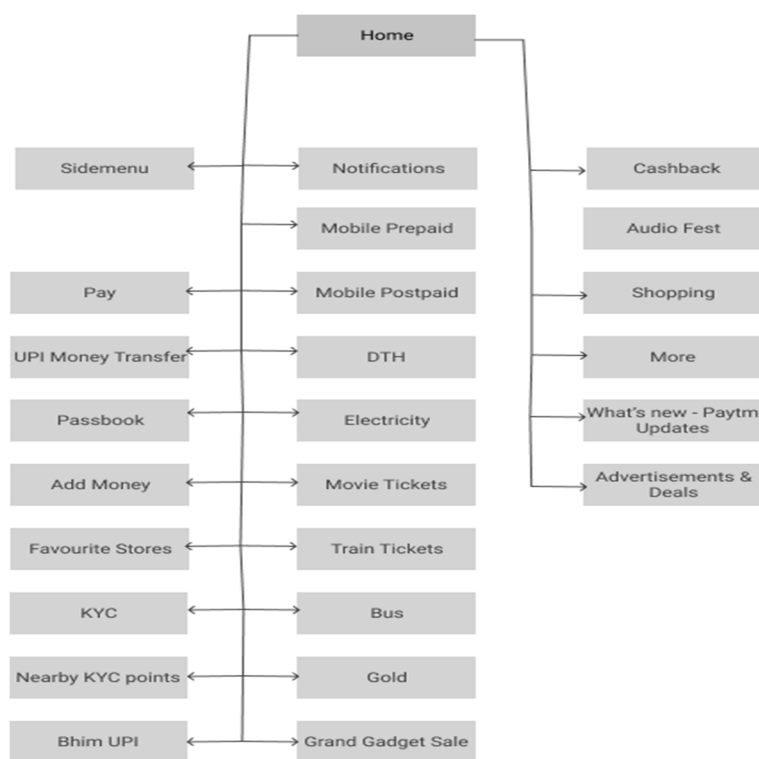 Home
Sidemenu
Notifications
Cashback
Mobile Prepaid
Audio Fest
Pay
Mobile Postpaid
Shopping
UPI Money Transfer
DTH
More
Passbook
Electricity
What's new - Paytm
Updates
Add Money
Movie Tickets
Advertisements &
Deals
Favourite Stores
Train Tickets
KYC
Bus
Nearby KYC points
Gold
Bhim UPI
Grand Gadget Sale